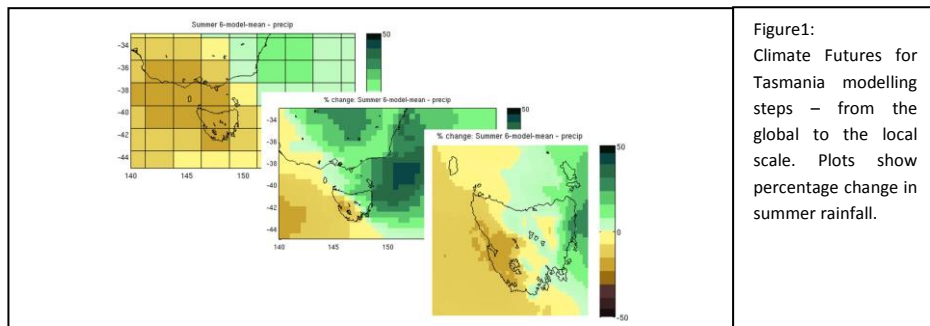 Summer 6-model-mean - precip
50
-34
-36
-38
-40
-42
-44
140
145
150
% change: Summer 6-model-mean - precip
50
-34
-36
-38
-40
-42
-44
140
145
150
% change: Summer 6-model-mean - precip
50
0
-50
Figure1:
Climate Futures for
Tasmania modelling
steps – from the
global to the local
scale. Plots show
percentage change in
summer rainfall.